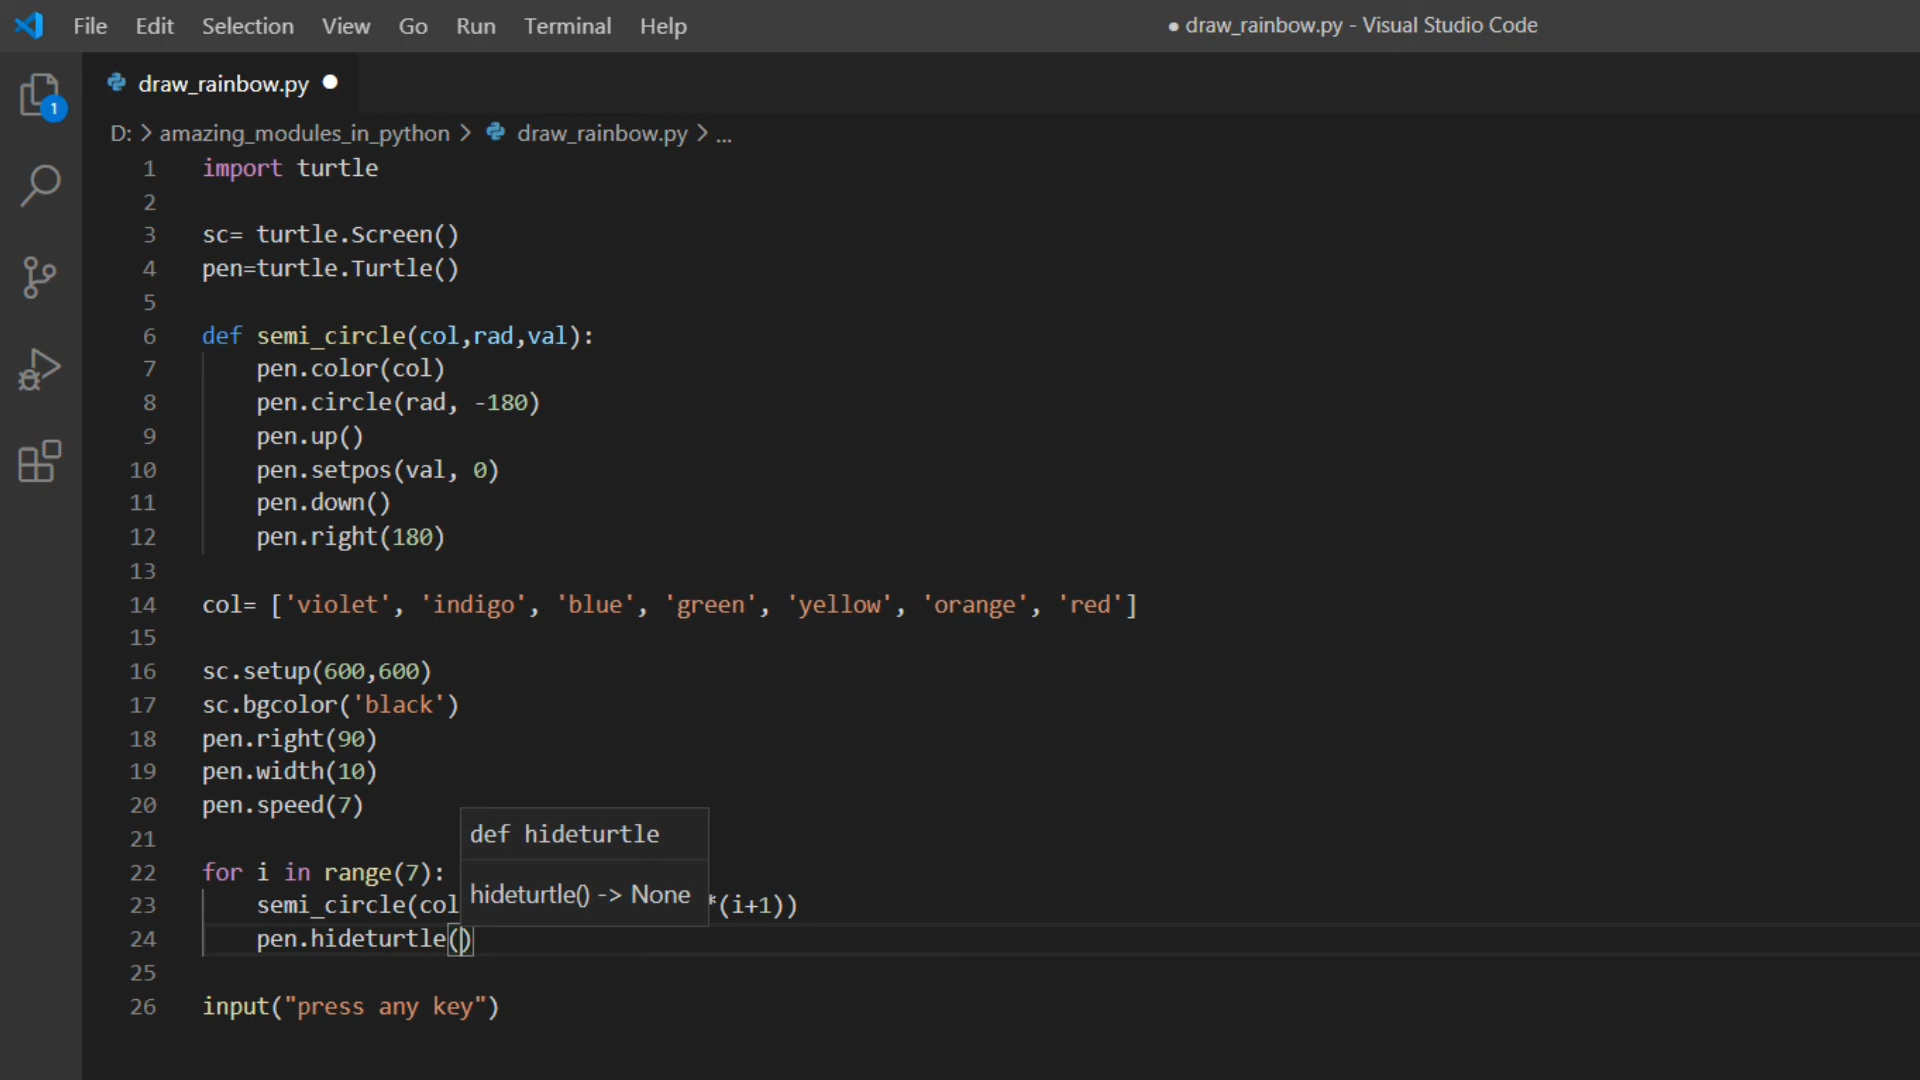 File Edit Selection View Go Run Terminal Help
● draw_rainbow.py - Visual Studio Code
draw_rainbow.py ●
1
D: > amazing_modules_in_python > draw_rainbow.py > ...
1 import turtle
2
3 sc= turtle.Screen()
4 pen=turtle.Turtle()
5
6 def semi_circle(col,rad,val):
7     pen.color(col)
8     pen.circle(rad, -180)
9     pen.up()
10     pen.setpos(val, 0)
11     pen.down()
12     pen.right(180)
13
14 col= ['violet', 'indigo', 'blue', 'green', 'yellow', 'orange', 'red']
15
16 sc.setup(600,600)
17 sc.bgcolor('black')
18 pen.right(90)
19 pen.width(10)
20 pen.speed(7)
def hideturtle
21
22 for i in range(7):
hideturtle() -> None
23     semi_circle(col *(i+1))
24     pen.hideturtle()
25
26 input("press any key")